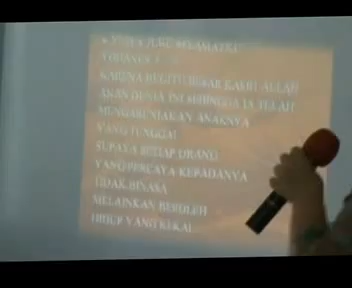 YOHANES
KARENA BEGITU BESAR KASIH ALLAH
AKAN DUNIA INI SEHINGGA IA TELAH
MENGARUNIAKAN ANAKNYA
YANG TUNGGAL
SUPAYA SETIAP ORANG
YANG PERCAYA KEPADANYA
TIDAK BINASA
MELAINKAN BEROLEH
HIDUP YANG KEKAL